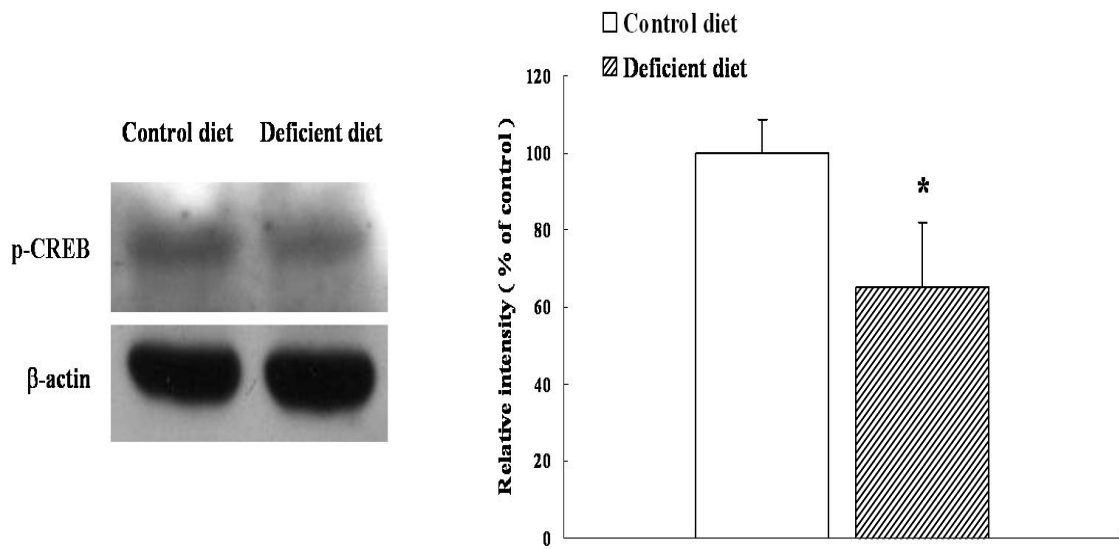 Control diet Deficient diet
p-CREB
β-actin
Control diet
Deficient diet
Relative intensity ( % of control )
120
100
80
60
40
20
0
*